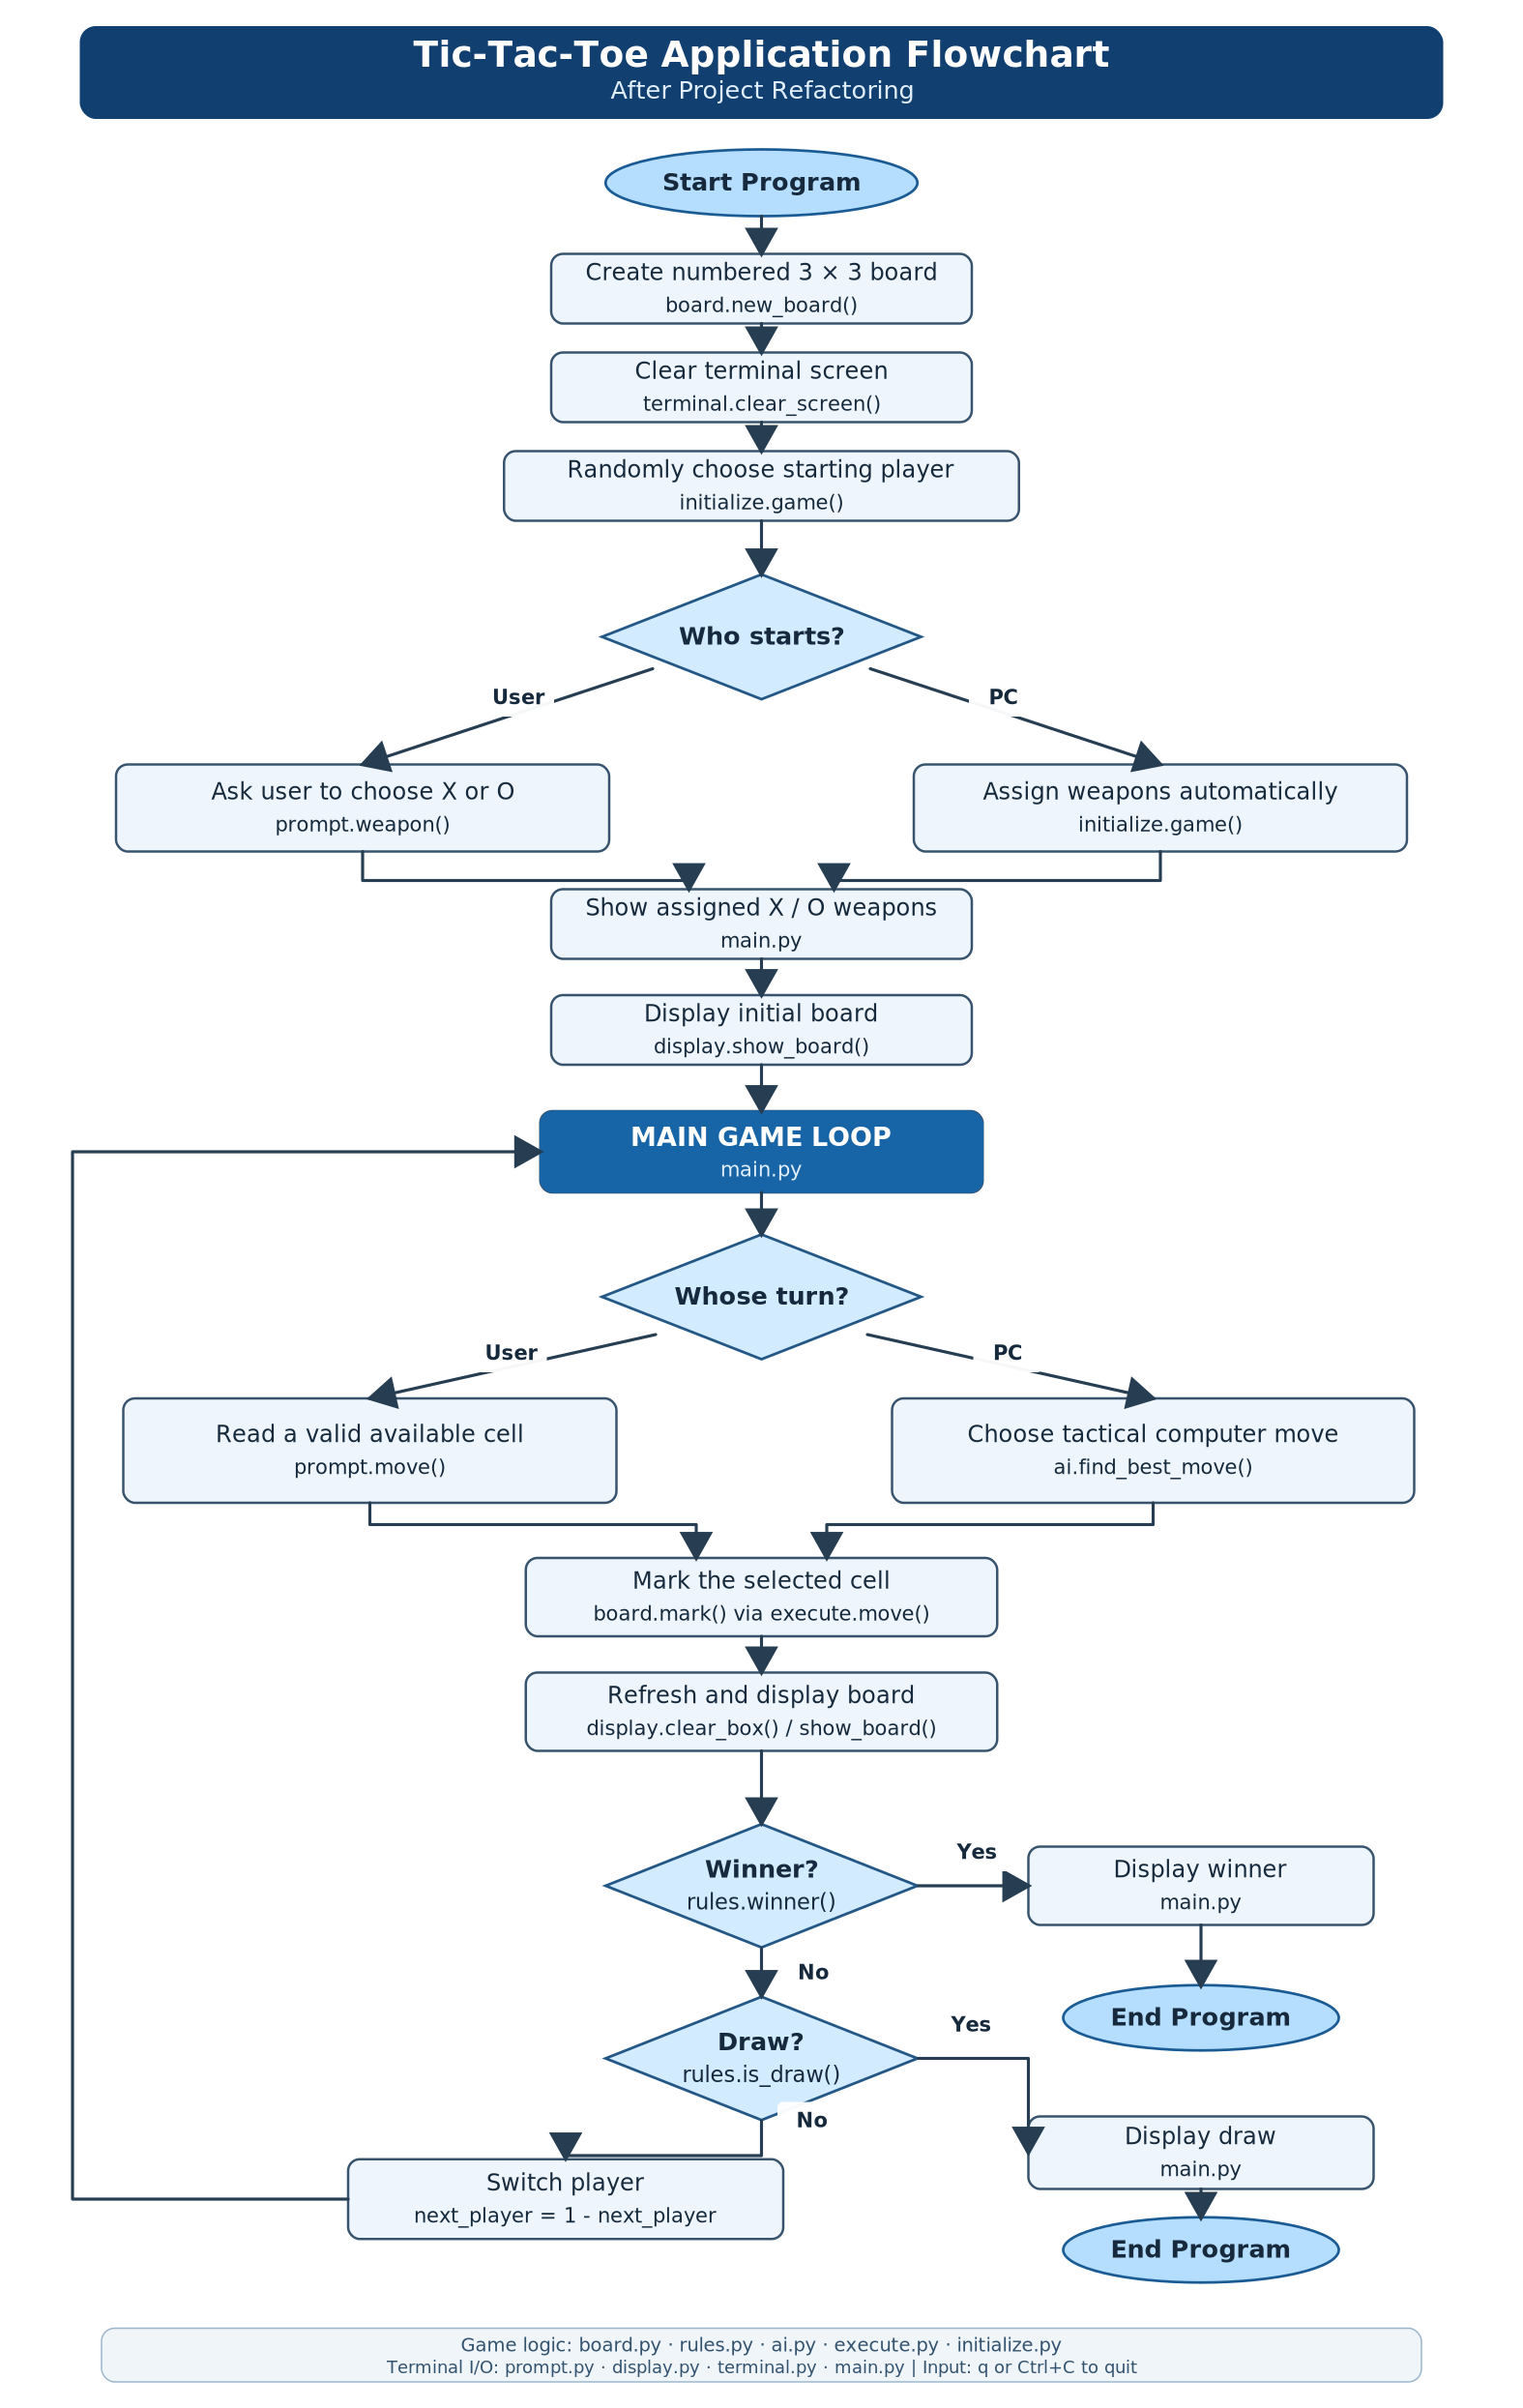 Tic-Tac-Toe Application Flowchart
After Project Refactoring
Start Program
Create numbered 3 × 3 board
board.new_board()
Clear terminal screen
terminal.clear_screen()
Randomly choose starting player
initialize.game()
Who starts?
User
PC
Ask user to choose X or O
prompt.weapon()
Assign weapons automatically
initialize.game()
Show assigned X / O weapons
main.py
Display initial board
display.show_board()
MAIN GAME LOOP
main.py
Whose turn?
User
PC
Read a valid available cell
prompt.move()
Choose tactical computer move
ai.find_best_move()
Mark the selected cell
board.mark() via execute.move()
Refresh and display board
display.clear_box() / show_board()
Winner?
rules.winner()
Yes
Display winner
main.py
No
End Program
Draw?
rules.is_draw()
Yes
No
Display draw
main.py
Switch player
next_player = 1 - next_player
End Program
Game logic: board.py · rules.py · ai.py · execute.py · initialize.py
Terminal I/O: prompt.py · display.py · terminal.py · main.py | Input: q or Ctrl+C to quit